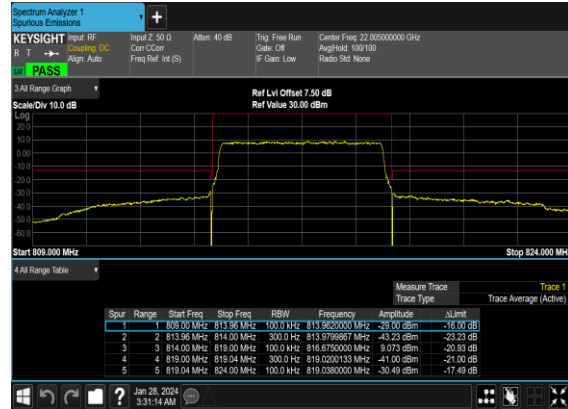 Spectrum Analyzer 1
Spurious Emissions
KEYSIGHT
R T
LXI
PASS
Input: RF
Coupling: DC
Align: Auto
Input Z: 50 Ω
Corr CCorr
Freq Ref: Int (S)
Atten: 40 dB
Trig: Free Run
Gate: Off
IF Gain: Low
Center Freq: 22.005000000 GHz
Avg|Hold: 100/100
Radio Std: None
3 All Range Graph
Scale/Div 10.0 dB
Ref Lvl Offset 7.50 dB
Ref Value 30.00 dBm
Log
20.0
10.0
0.00
-10.0
-20.0
-30.0
-40.0
-50.0
-60.0
Start 809.000 MHz
Stop 824.000 MHz
4 All Range Table
Measure Trace Trace 1
Trace Type Trace Average (Active)
Spur Range Start Freq Stop Freq RBW Frequency Amplitude ΔLimit
1 1 809.00 MHz 813.96 MHz 100.0 kHz 813.9620000 MHz -29.00 dBm -16.00 dB
2 2 813.96 MHz 814.00 MHz 300.0 Hz 813.9799867 MHz -43.23 dBm -23.23 dB
3 3 814.00 MHz 819.00 MHz 100.0 kHz 816.6750000 MHz 9.073 dBm -20.93 dB
4 4 819.00 MHz 819.04 MHz 300.0 Hz 819.0200133 MHz -41.00 dBm -21.00 dB
5 5 819.04 MHz 824.00 MHz 100.0 kHz 819.0380000 MHz -30.49 dBm -17.49 dB
?
Jan 28, 2024
3:31:14 AM